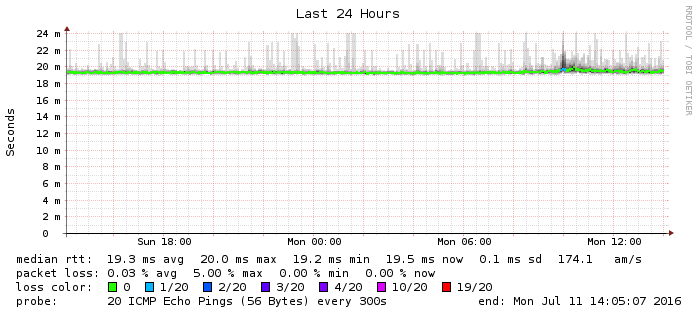 Last 24 Hours
RRDTOOL / TOBI OETIKER
Seconds
24 m
22 m
20 m
18 m
16 m
14 m
12 m
10 m
8 m
6 m
4 m
2 m
0
Sun 18:00 Mon 00:00 Mon 06:00 Mon 12:00
median rtt: 19.3 ms avg 20.0 ms max 19.2 ms min 19.5 ms now 0.1 ms sd 174.1 am/s
packet loss: 0.03 % avg 5.00 % max 0.00 % min 0.00 % now
loss color: 0 1/20 2/20 3/20 4/20 10/20 19/20
probe: 20 ICMP Echo Pings (56 Bytes) every 300s end: Mon Jul 11 14:05:07 2016